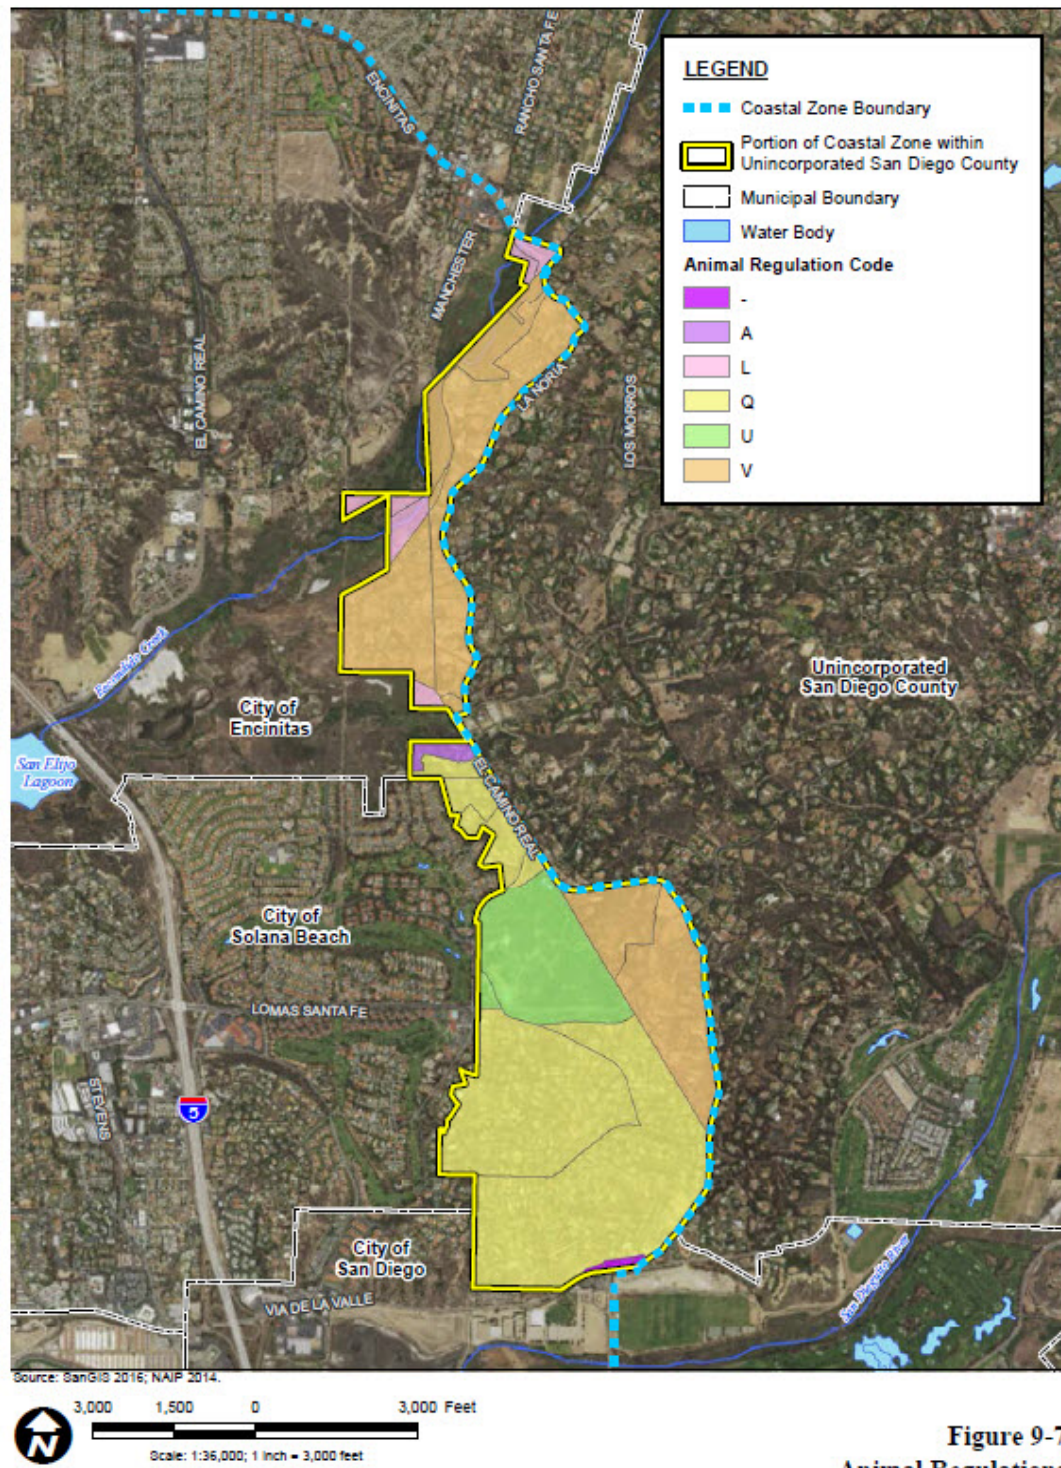 ENCINITAS
RANCHO SANTA FE
MANCHESTER
EL CAMINO REAL
LA NORIA
LOS MORROS
LEGEND
Coastal Zone Boundary
Portion of Coastal Zone within
Unincorporated San Diego County
Municipal Boundary
Water Body
Animal Regulation Code
-
A
L
Q
U
V
Escondido Creek
City of
Encinitas
Unincorporated
San Diego County
San Elijo
Lagoon
EL CAMINO REAL
City of
Solana Beach
LOMAS SANTA FE
STEVENS
5
City of
San Diego
VIA DE LA VALLE
San Dieguito River
Source: SanGIS 2016; NAIP 2014.
N
3,000 1,500 0 3,000 Feet
Scale: 1:36,000; 1 inch = 3,000 feet
Figure 9-7
Animal Regulations